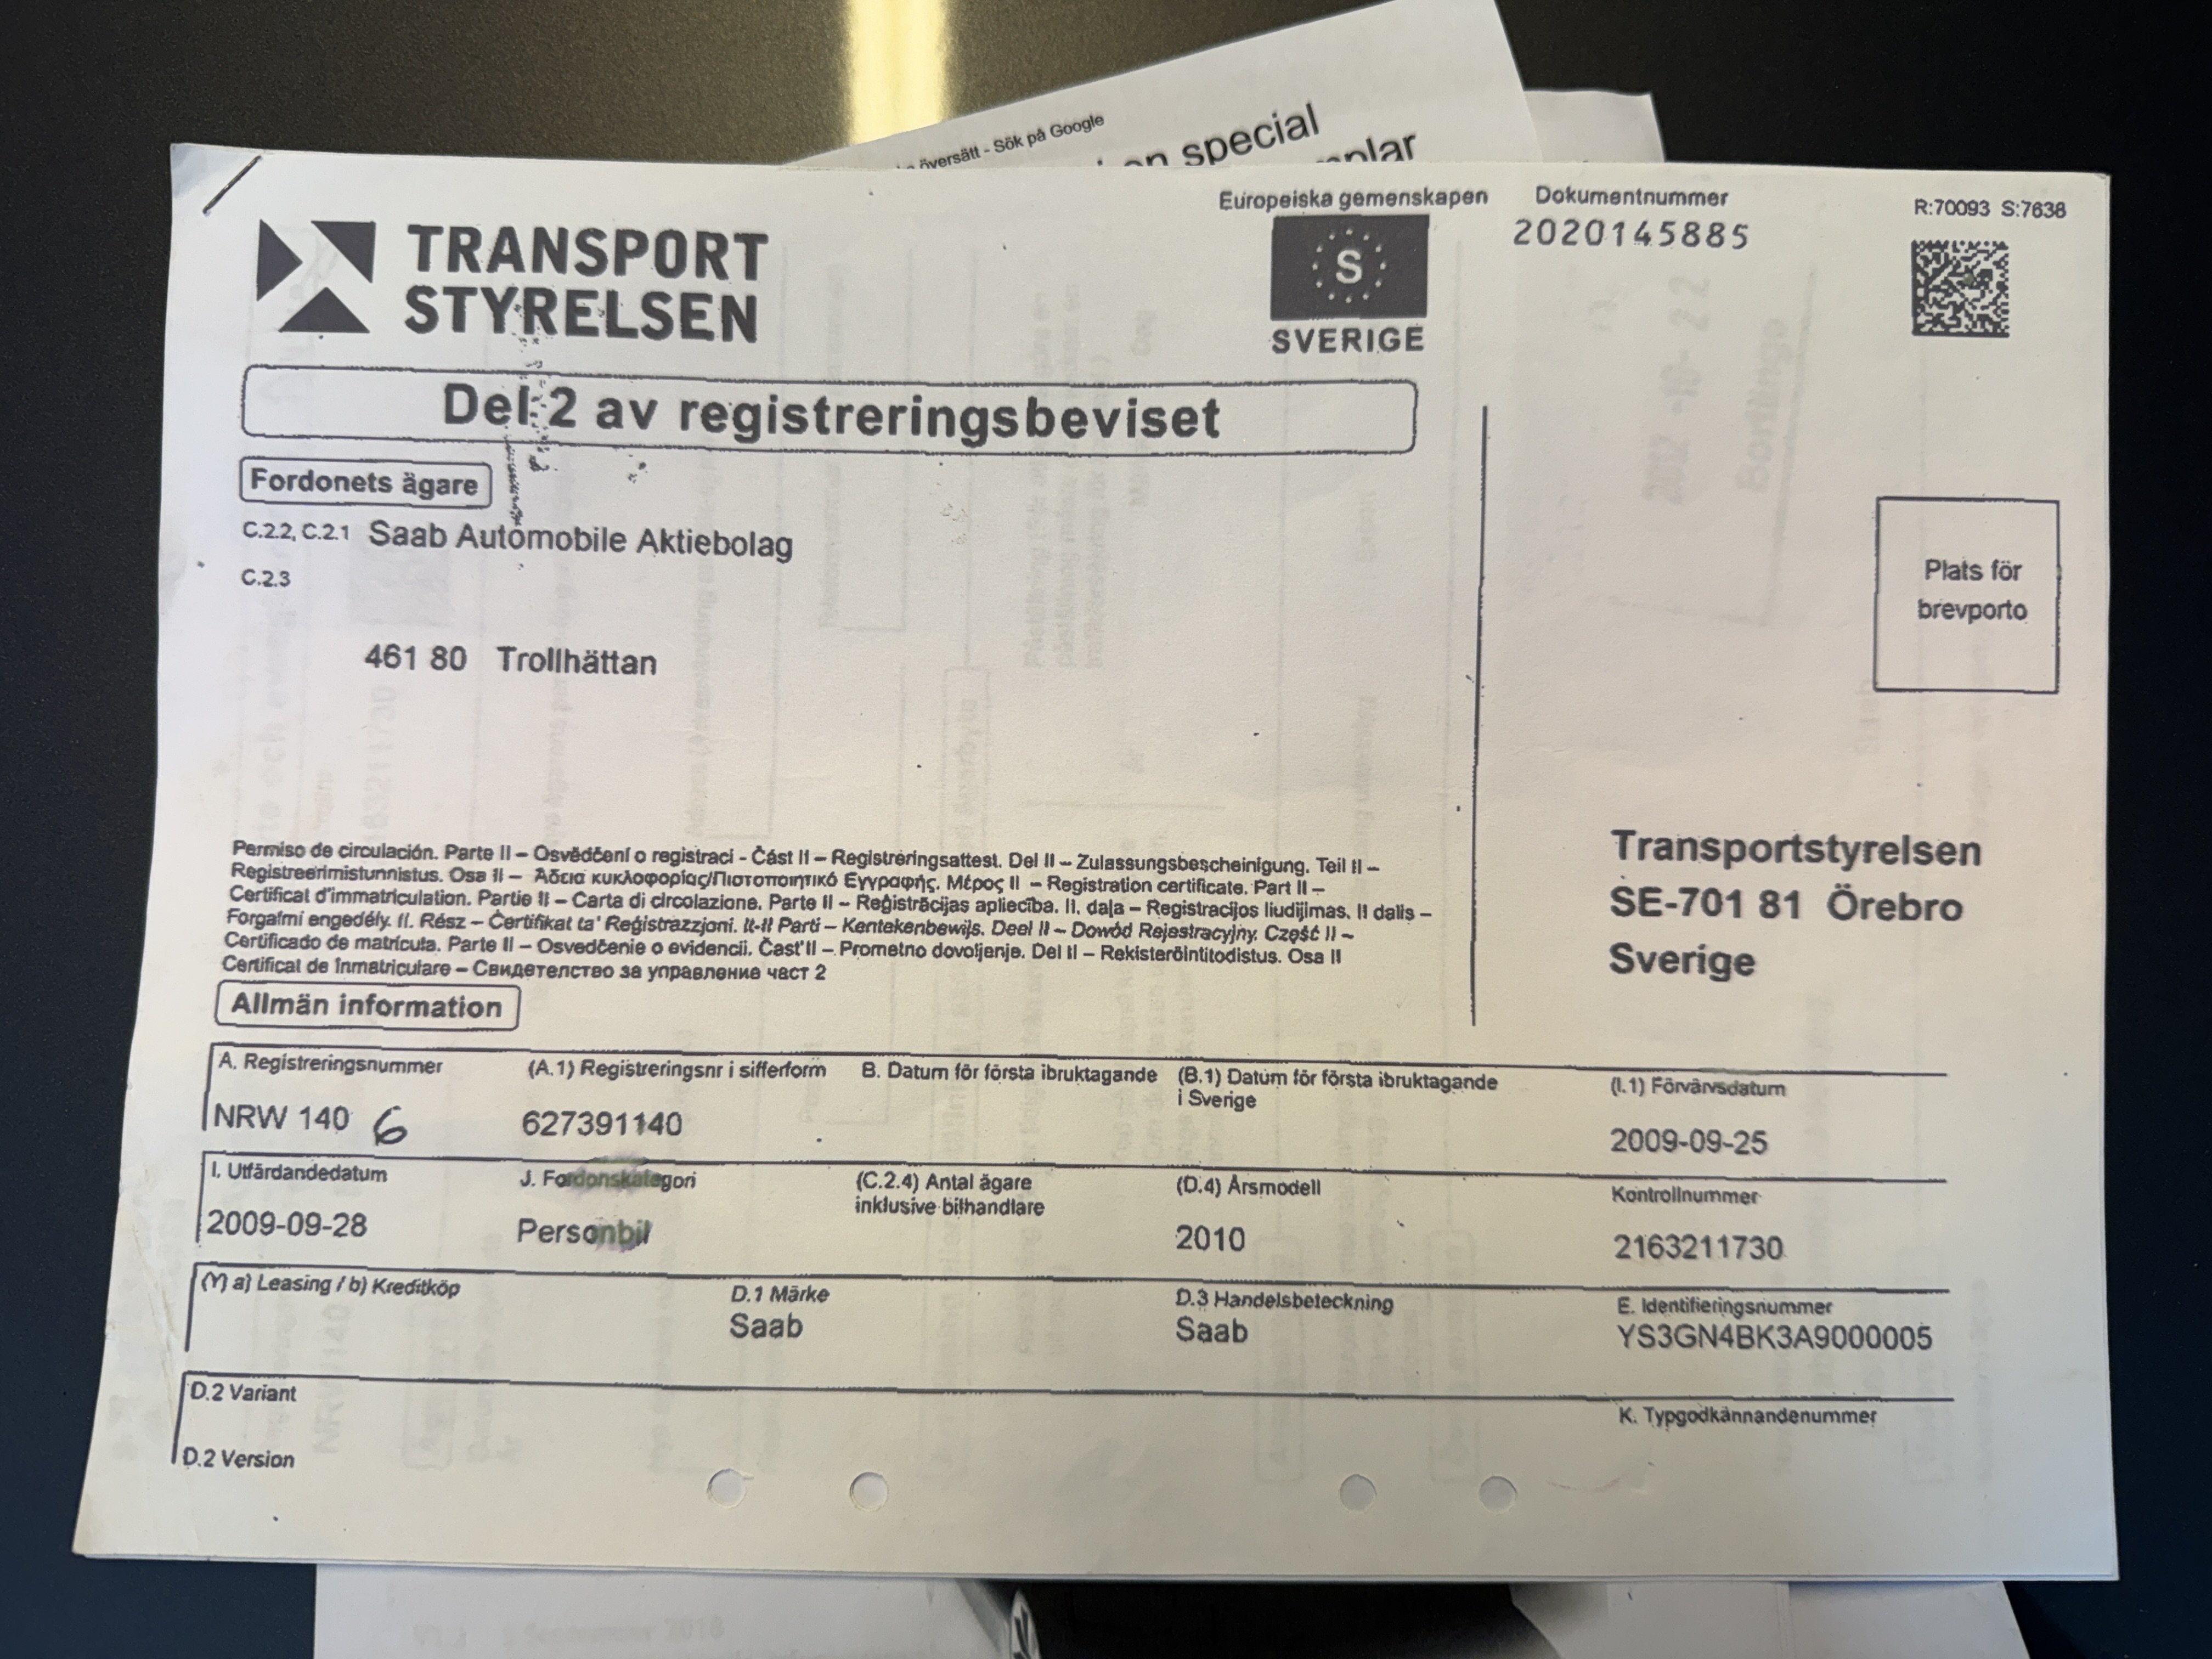 översätt - Sök på Google
en special
TRANSPORT
STYRELSEN
Europeiska gemenskapen
S
SVERIGE
Dokumentnummer
2020145885
R:70093 S:7638
Del 2 av registreringsbeviset
Fordonets ägare
C.2.2, C.2.1 Saab Automobile Aktiebolag
C.2.3
461 80 Trollhättan
Plats för
brevporto
Transportstyrelsen
SE-701 81 Örebro
Sverige
Permiso de circulación. Parte II – Osvědčení o registraci - Část II – Registreringsattest. Del II – Zulassungsbescheinigung. Teil II –
Registreerimistunnistus. Osa II – Άδεια κυκλοφορίας/Πιστοποιητικό Εγγραφής. Μέρος II – Registration certificate. Part II –
Certificat d'immatriculation. Partie II – Carta di circolazione. Parte II – Reģistrācijas apliecība. II. daļa – Registracijos liudijimas. II dalis –
Forgalmi engedély. II. Rész – Ċertifikat ta' Reġistrazzjoni. It-II Parti – Kentekenbewijs. Deel II – Dowód Rejestracyjny. Część II –
Certificado de matrícula. Parte II – Osvedčenie o evidencii. Časť II – Prometno dovoljenje. Del II – Rekisteröintitodistus. Osa II
Certificat de înmatriculare – Свидетелство за управление част 2
Allmän information
A. Registreringsnummer
NRW 140 6
(A.1) Registreringsnr i sifferform
627391140
B. Datum för första ibruktagande
(B.1) Datum för första ibruktagande
i Sverige
(I.1) Förvärvsdatum
2009-09-25
I. Utfärdandedatum
2009-09-28
J. Fordonskategori
Personbil
(C.2.4) Antal ägare
inklusive bilhandlare
(D.4) Årsmodell
2010
Kontrollnummer
2163211730
(Y) a) Leasing / b) Kreditköp
D.1 Märke
Saab
D.3 Handelsbeteckning
Saab
E. Identifieringsnummer
YS3GN4BK3A9000005
D.2 Variant
D.2 Version
K. Typgodkännandenummer